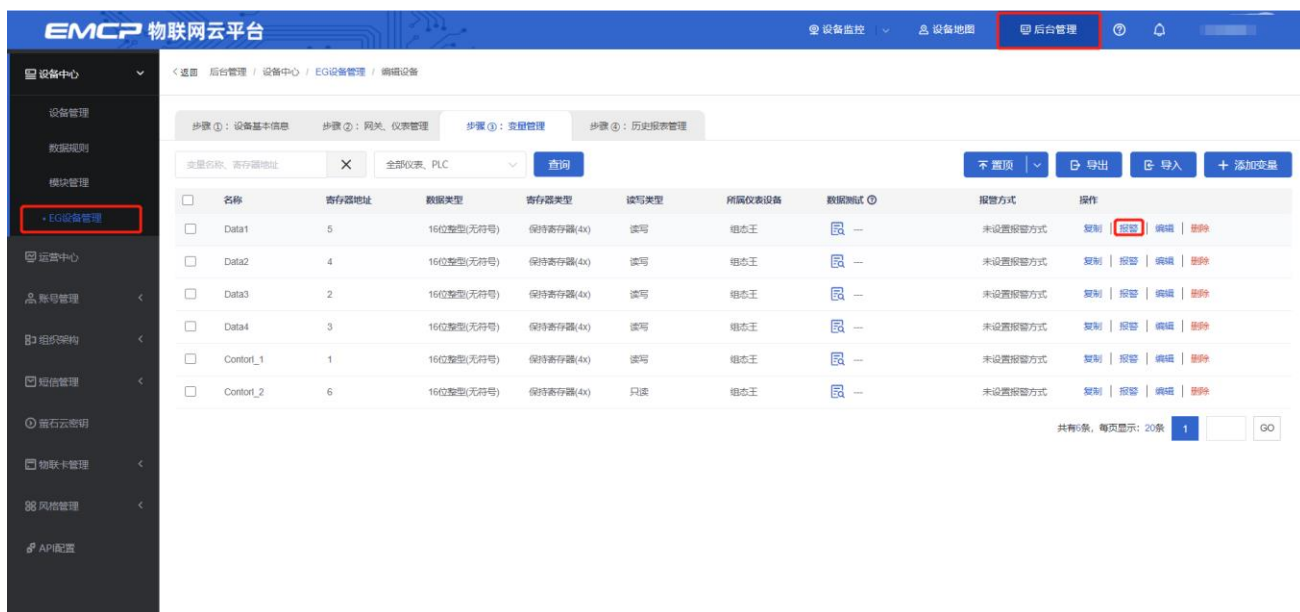 EMCP 物联网云平台 设备监控 设备地图 后台管理
设备中心
设备管理
数据规则
模块管理
EG设备管理
运营中心
账号管理
组织架构
短信管理
萤石云密钥
物联卡管理
风格管理
API配置
返回 后台管理 / 设备中心 / EG设备管理 / 编辑设备
步骤①：设备基本信息 步骤②：网关、仪表管理 步骤③：变量管理 步骤④：历史报表管理
变量名称、寄存器地址 全部仪表、PLC 查询 置顶 导出 导入 + 添加变量
名称 寄存器地址 数据类型 寄存器类型 读写类型 所属仪表设备 数据测试 报警方式 操作
Data1 5 16位整型(无符号) 保持寄存器(4x) 读写 组态王 — 未设置报警方式 复制 | 报警 | 编辑 | 删除
Data2 4 16位整型(无符号) 保持寄存器(4x) 读写 组态王 — 未设置报警方式 复制 | 报警 | 编辑 | 删除
Data3 2 16位整型(无符号) 保持寄存器(4x) 读写 组态王 — 未设置报警方式 复制 | 报警 | 编辑 | 删除
Data4 3 16位整型(无符号) 保持寄存器(4x) 读写 组态王 — 未设置报警方式 复制 | 报警 | 编辑 | 删除
Contorl_1 1 16位整型(无符号) 保持寄存器(4x) 读写 组态王 — 未设置报警方式 复制 | 报警 | 编辑 | 删除
Contorl_2 6 16位整型(无符号) 保持寄存器(4x) 只读 组态王 — 未设置报警方式 复制 | 报警 | 编辑 | 删除
共有6条，每页显示：20条 1 GO